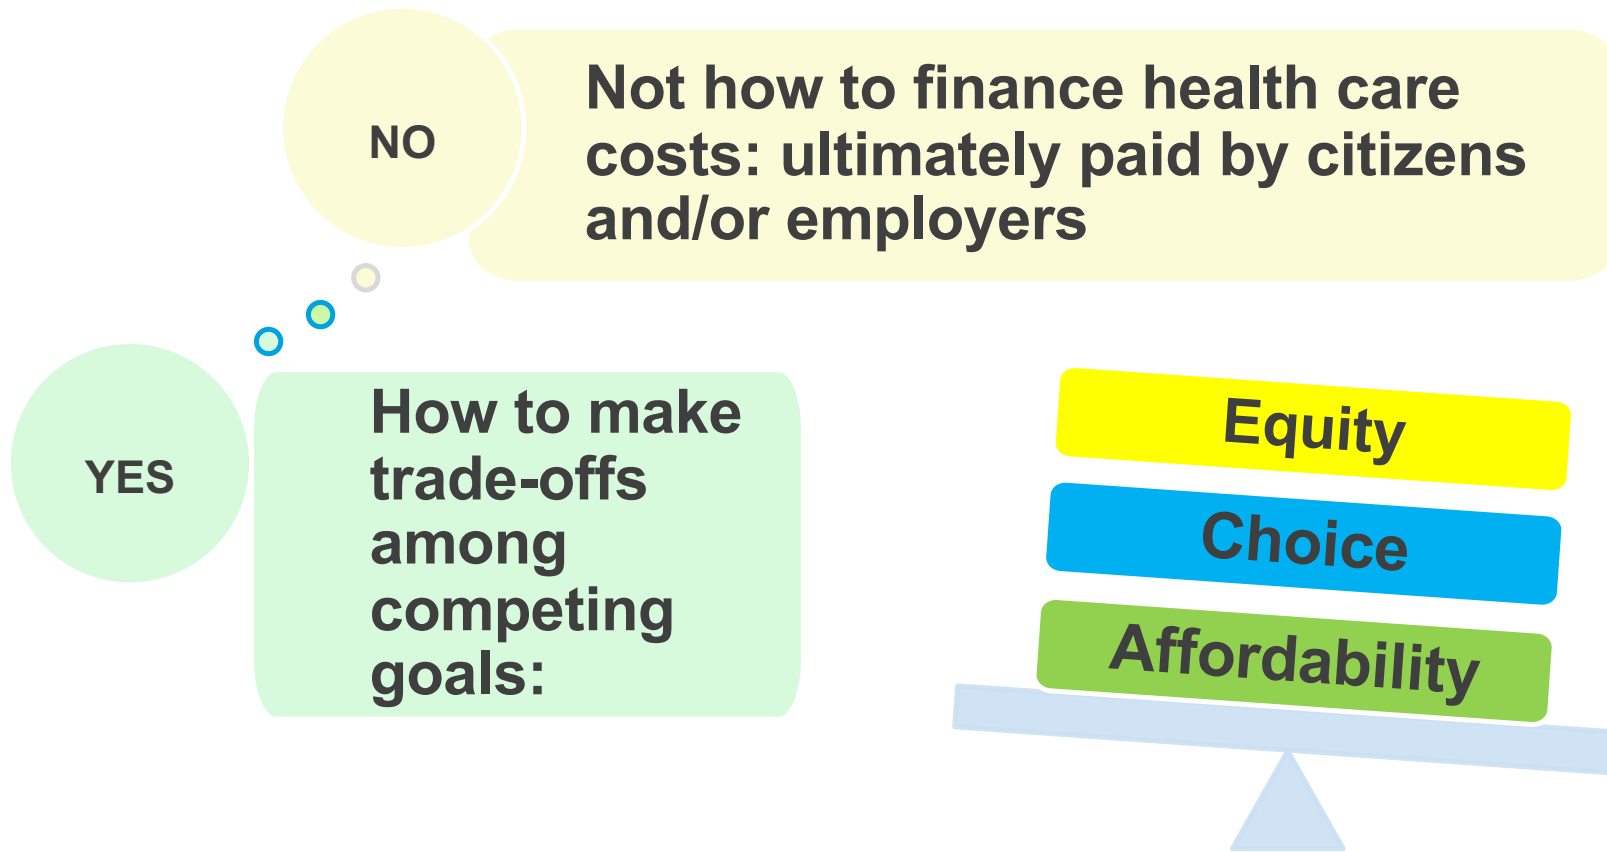 NO
Not how to finance health care
costs: ultimately paid by citizens
and/or employers
YES
How to make
trade-offs
among
competing
goals:
Equity
Choice
Affordability